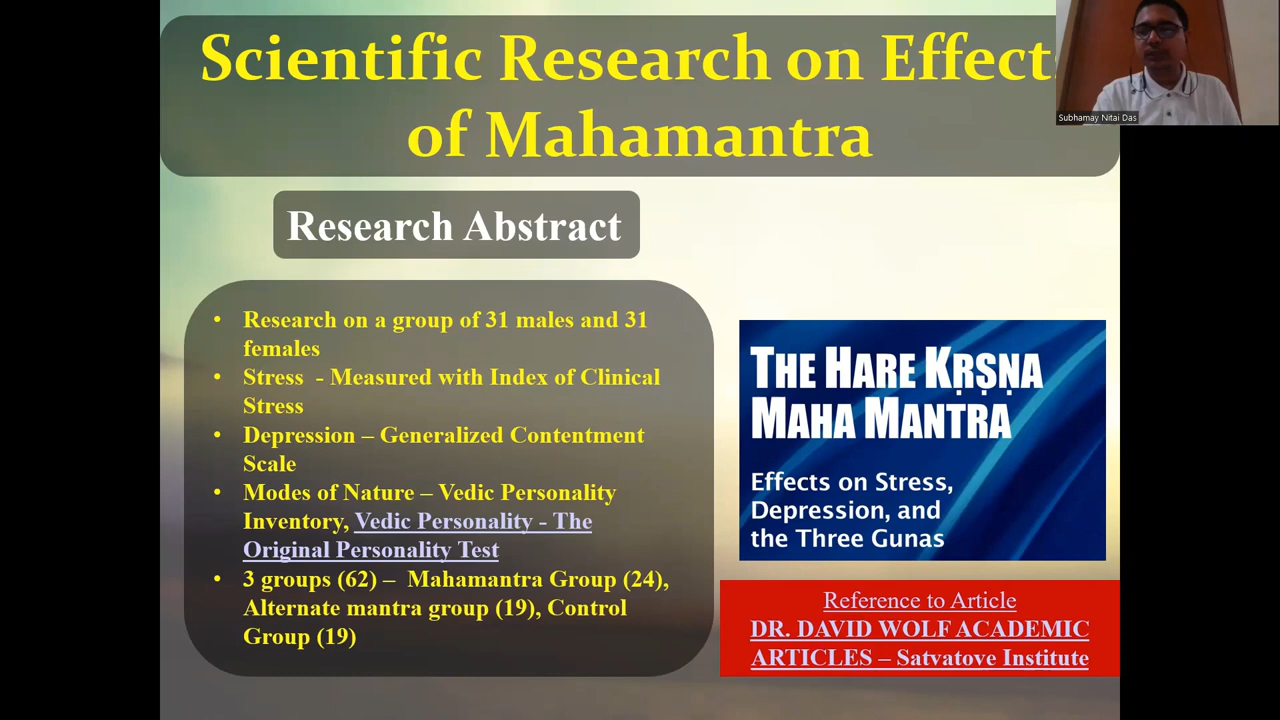 Scientific Research on Effects
of Mahamantra
Subhamay Nitai Das
Research Abstract
• Research on a group of 31 males and 31
females
• Stress - Measured with Index of Clinical
Stress
• Depression – Generalized Contentment
Scale
• Modes of Nature – Vedic Personality
Inventory, Vedic Personality - The
Original Personality Test
• 3 groups (62) – Mahamantra Group (24),
Alternate mantra group (19), Control
Group (19)
THE HARE KṚṢṆA
MAHA MANTRA
Effects on Stress,
Depression, and
the Three Gunas
Reference to Article
DR. DAVID WOLF ACADEMIC
ARTICLES – Satvatove Institute